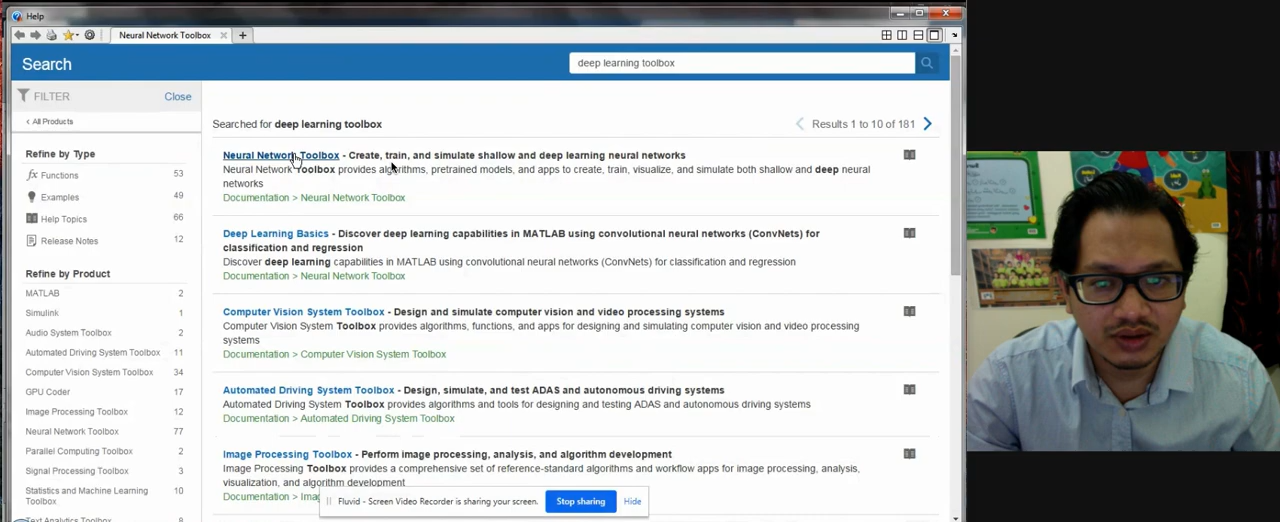 Help
Neural Network Toolbox
Search
deep learning toolbox
FILTER
Close
< All Products
Refine by Type
Functions 53
Examples 49
Help Topics 66
Release Notes 12
Refine by Product
MATLAB 2
Simulink 1
Audio System Toolbox 2
Automated Driving System Toolbox 11
Computer Vision System Toolbox 34
GPU Coder 17
Image Processing Toolbox 12
Neural Network Toolbox 77
Parallel Computing Toolbox 2
Signal Processing Toolbox 3
Statistics and Machine Learning
Toolbox 10
Text Analytics Toolbox 8
Searched for deep learning toolbox
Results 1 to 10 of 181
Neural Network Toolbox - Create, train, and simulate shallow and deep learning neural networks
Neural Network Toolbox provides algorithms, pretrained models, and apps to create, train, visualize, and simulate both shallow and deep neural
networks
Documentation > Neural Network Toolbox
Deep Learning Basics - Discover deep learning capabilities in MATLAB using convolutional neural networks (ConvNets) for
classification and regression
Discover deep learning capabilities in MATLAB using convolutional neural networks (ConvNets) for classification and regression
Documentation > Neural Network Toolbox
Computer Vision System Toolbox - Design and simulate computer vision and video processing systems
Computer Vision System Toolbox provides algorithms, functions, and apps for designing and simulating computer vision and video processing
systems
Documentation > Computer Vision System Toolbox
Automated Driving System Toolbox - Design, simulate, and test ADAS and autonomous driving systems
Automated Driving System Toolbox provides algorithms and tools for designing and testing ADAS and autonomous driving systems
Documentation > Automated Driving System Toolbox
Image Processing Toolbox - Perform image processing, analysis, and algorithm development
Image Processing Toolbox provides a comprehensive set of reference-standard algorithms and workflow apps for image processing, analysis,
visualization, and algorithm development
Documentation >
Fluvid - Screen Video Recorder is sharing your screen.
Stop sharing
Hide